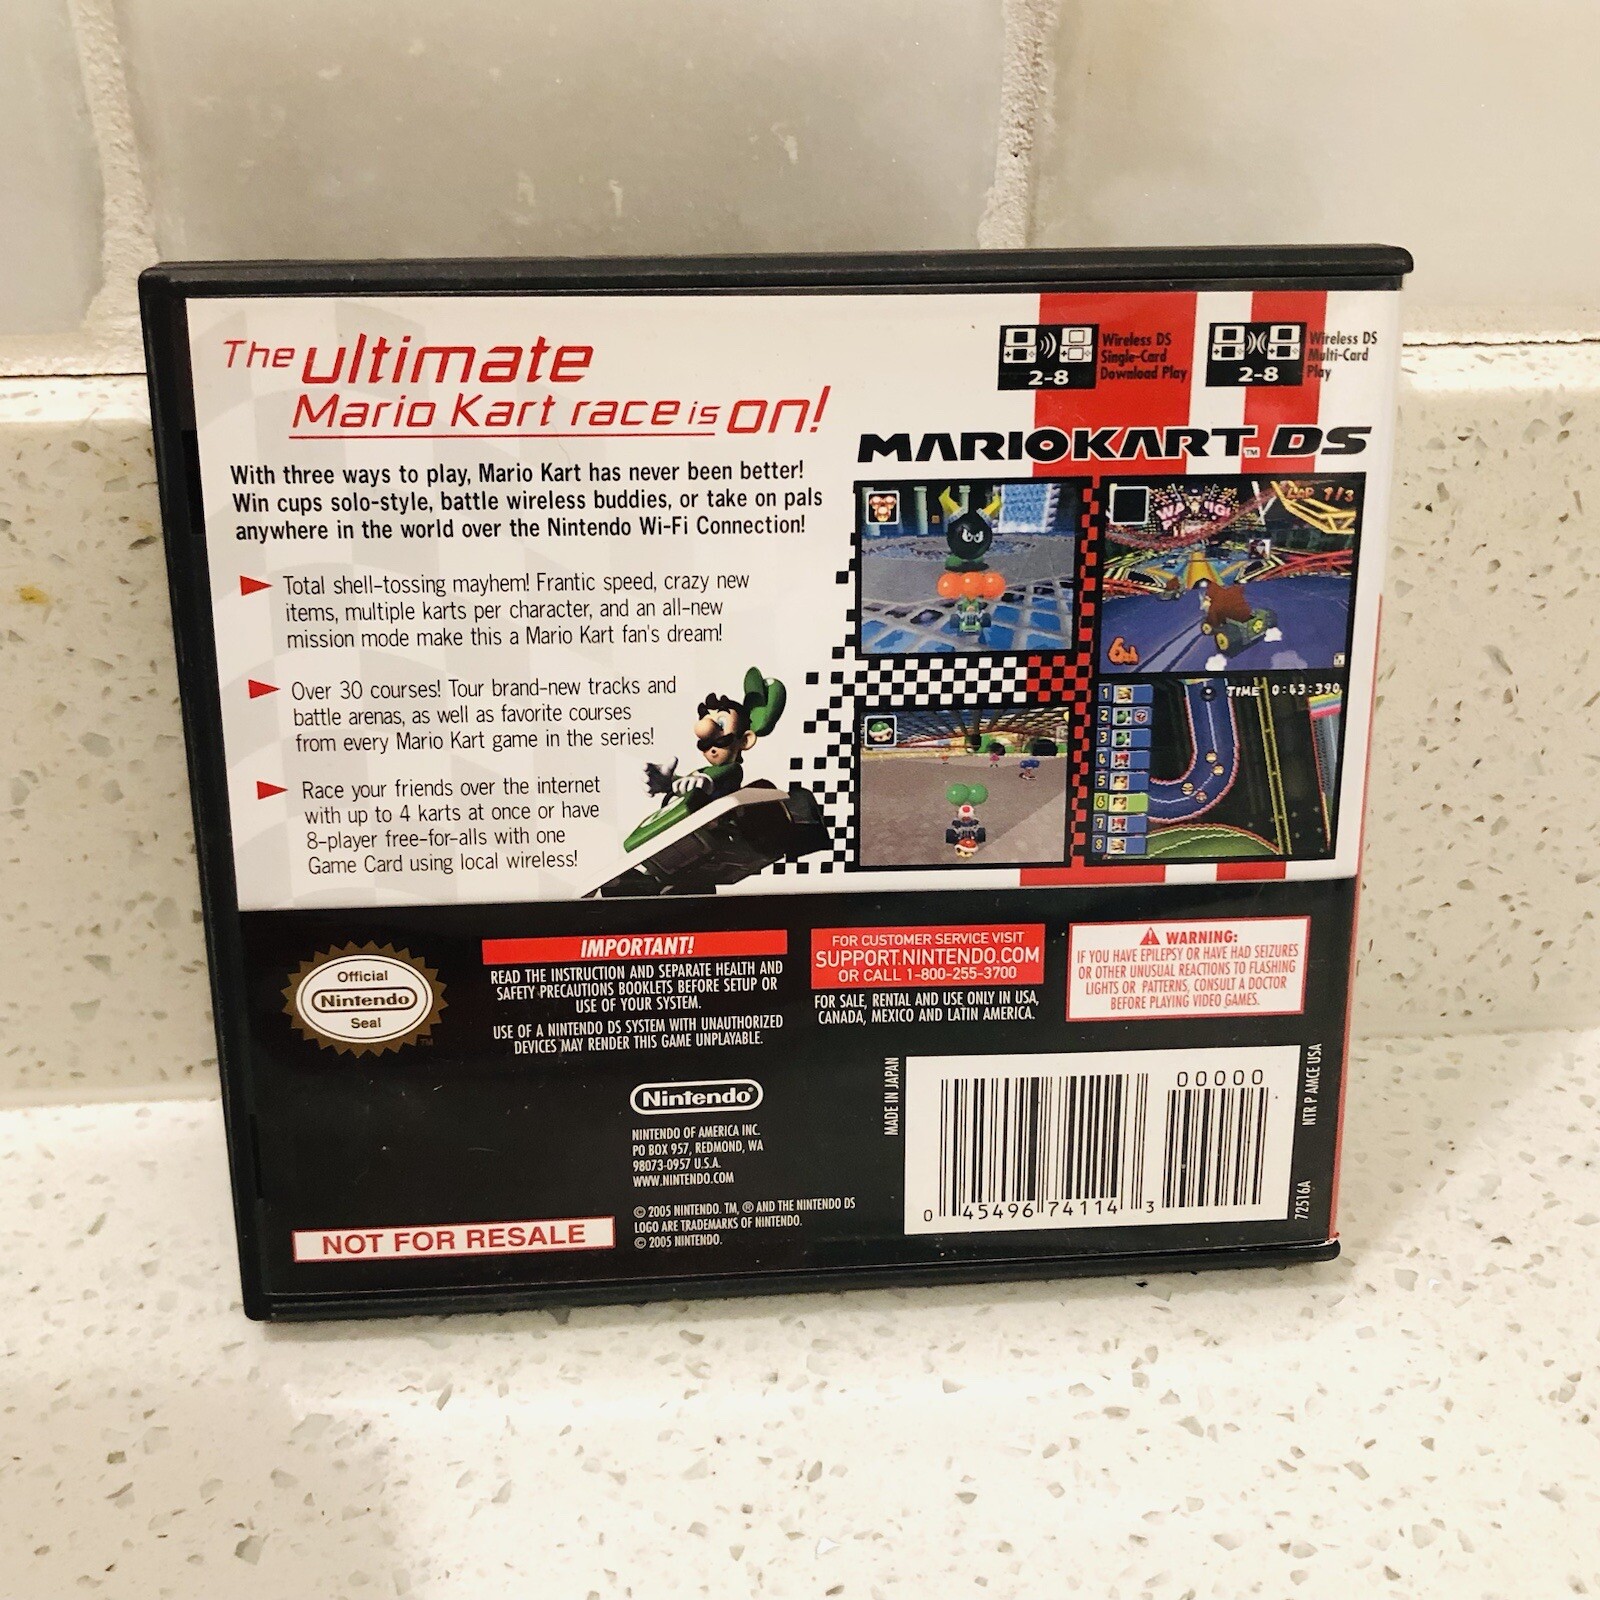 The ultimate
Mario Kart race is on!
With three ways to play, Mario Kart has never been better!
Win cups solo-style, battle wireless buddies, or take on pals
anywhere in the world over the Nintendo Wi-Fi Connection!
Total shell-tossing mayhem! Frantic speed, crazy new
items, multiple karts per character, and an all-new
mission mode make this a Mario Kart fan's dream!
Over 30 courses! Tour brand-new tracks and
battle arenas, as well as favorite courses
from every Mario Kart game in the series!
Race your friends over the internet
with up to 4 karts at once or have
8-player free-for-alls with one
Game Card using local wireless!
2-8
Wireless DS
Single-Card
Download Play
2-8
Wireless DS
Multi-Card
Play
MARIOKART™ DS
LAP 1/3
6th
TIME 0:43:390
1
2
3
4
5
6
7
8
Official
Nintendo
Seal
TM
IMPORTANT!
READ THE INSTRUCTION AND SEPARATE HEALTH AND
SAFETY PRECAUTIONS BOOKLETS BEFORE SETUP OR
USE OF YOUR SYSTEM.
USE OF A NINTENDO DS SYSTEM WITH UNAUTHORIZED
DEVICES MAY RENDER THIS GAME UNPLAYABLE.
FOR CUSTOMER SERVICE VISIT
SUPPORT.NINTENDO.COM
OR CALL 1-800-255-3700
FOR SALE, RENTAL AND USE ONLY IN USA,
CANADA, MEXICO AND LATIN AMERICA.
WARNING:
IF YOU HAVE EPILEPSY OR HAVE HAD SEIZURES
OR OTHER UNUSUAL REACTIONS TO FLASHING
LIGHTS OR PATTERNS, CONSULT A DOCTOR
BEFORE PLAYING VIDEO GAMES.
Nintendo®
NINTENDO OF AMERICA INC.
PO BOX 957, REDMOND, WA
98073-0957 U.S.A.
WWW.NINTENDO.COM
© 2005 NINTENDO. TM, ® AND THE NINTENDO DS
LOGO ARE TRADEMARKS OF NINTENDO.
© 2005 NINTENDO.
NOT FOR RESALE
MADE IN JAPAN
00000
0 45496 74114 3
NTR P AMCE USA
72516A